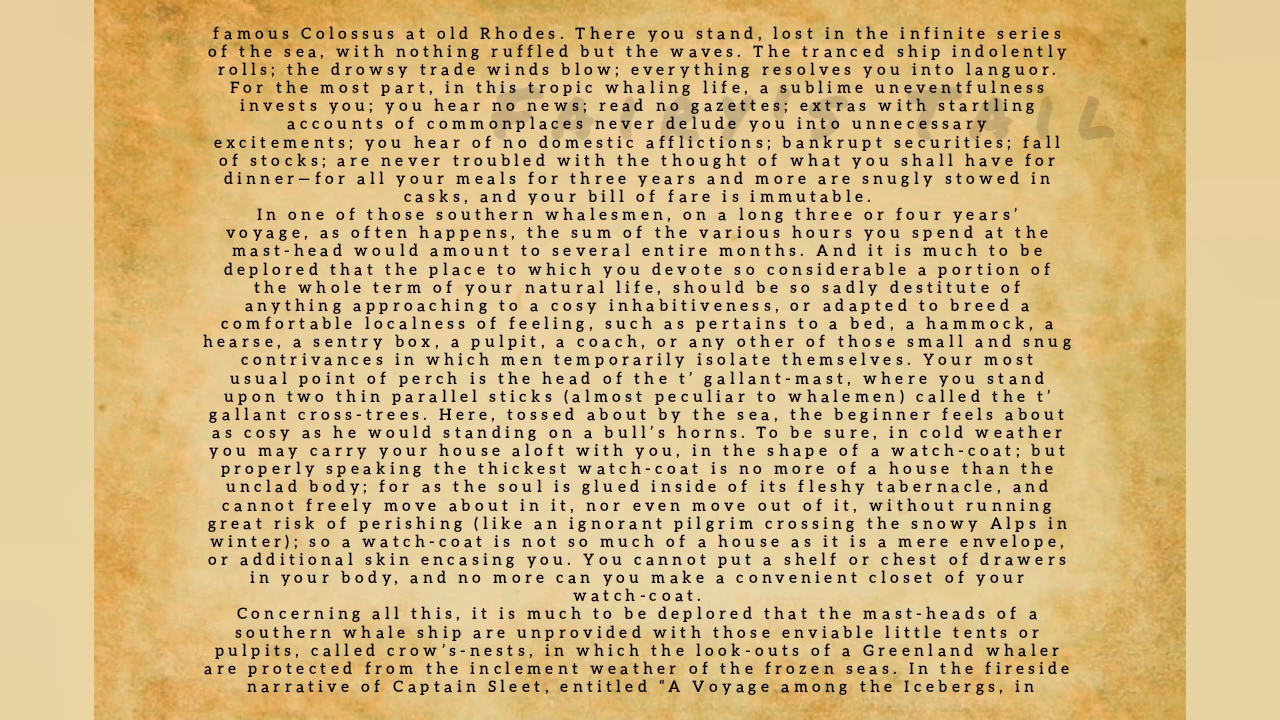 famous Colossus at old Rhodes. There you stand, lost in the infinite series
of the sea, with nothing ruffled but the waves. The tranced ship indolently
rolls; the drowsy trade winds blow; everything resolves you into languor.
For the most part, in this tropic whaling life, a sublime uneventfulness
invests you; you hear no news; read no gazettes; extras with startling
accounts of commonplaces never delude you into unnecessary
excitements; you hear of no domestic afflictions; bankrupt securities; fall
of stocks; are never troubled with the thought of what you shall have for
dinner—for all your meals for three years and more are snugly stowed in
casks, and your bill of fare is immutable.
In one of those southern whalesmen, on a long three or four years’
voyage, as often happens, the sum of the various hours you spend at the
mast-head would amount to several entire months. And it is much to be
deplored that the place to which you devote so considerable a portion of
the whole term of your natural life, should be so sadly destitute of
anything approaching to a cosy inhabitiveness, or adapted to breed a
comfortable localness of feeling, such as pertains to a bed, a hammock, a
hearse, a sentry box, a pulpit, a coach, or any other of those small and snug
contrivances in which men temporarily isolate themselves. Your most
usual point of perch is the head of the t’ gallant-mast, where you stand
upon two thin parallel sticks (almost peculiar to whalemen) called the t’
gallant cross-trees. Here, tossed about by the sea, the beginner feels about
as cosy as he would standing on a bull’s horns. To be sure, in cold weather
you may carry your house aloft with you, in the shape of a watch-coat; but
properly speaking the thickest watch-coat is no more of a house than the
unclad body; for as the soul is glued inside of its fleshy tabernacle, and
cannot freely move about in it, nor even move out of it, without running
great risk of perishing (like an ignorant pilgrim crossing the snowy Alps in
winter); so a watch-coat is not so much of a house as it is a mere envelope,
or additional skin encasing you. You cannot put a shelf or chest of drawers
in your body, and no more can you make a convenient closet of your
watch-coat.
Concerning all this, it is much to be deplored that the mast-heads of a
southern whale ship are unprovided with those enviable little tents or
pulpits, called crow’s-nests, in which the look-outs of a Greenland whaler
are protected from the inclement weather of the frozen seas. In the fireside
narrative of Captain Sleet, entitled “A Voyage among the Icebergs, in